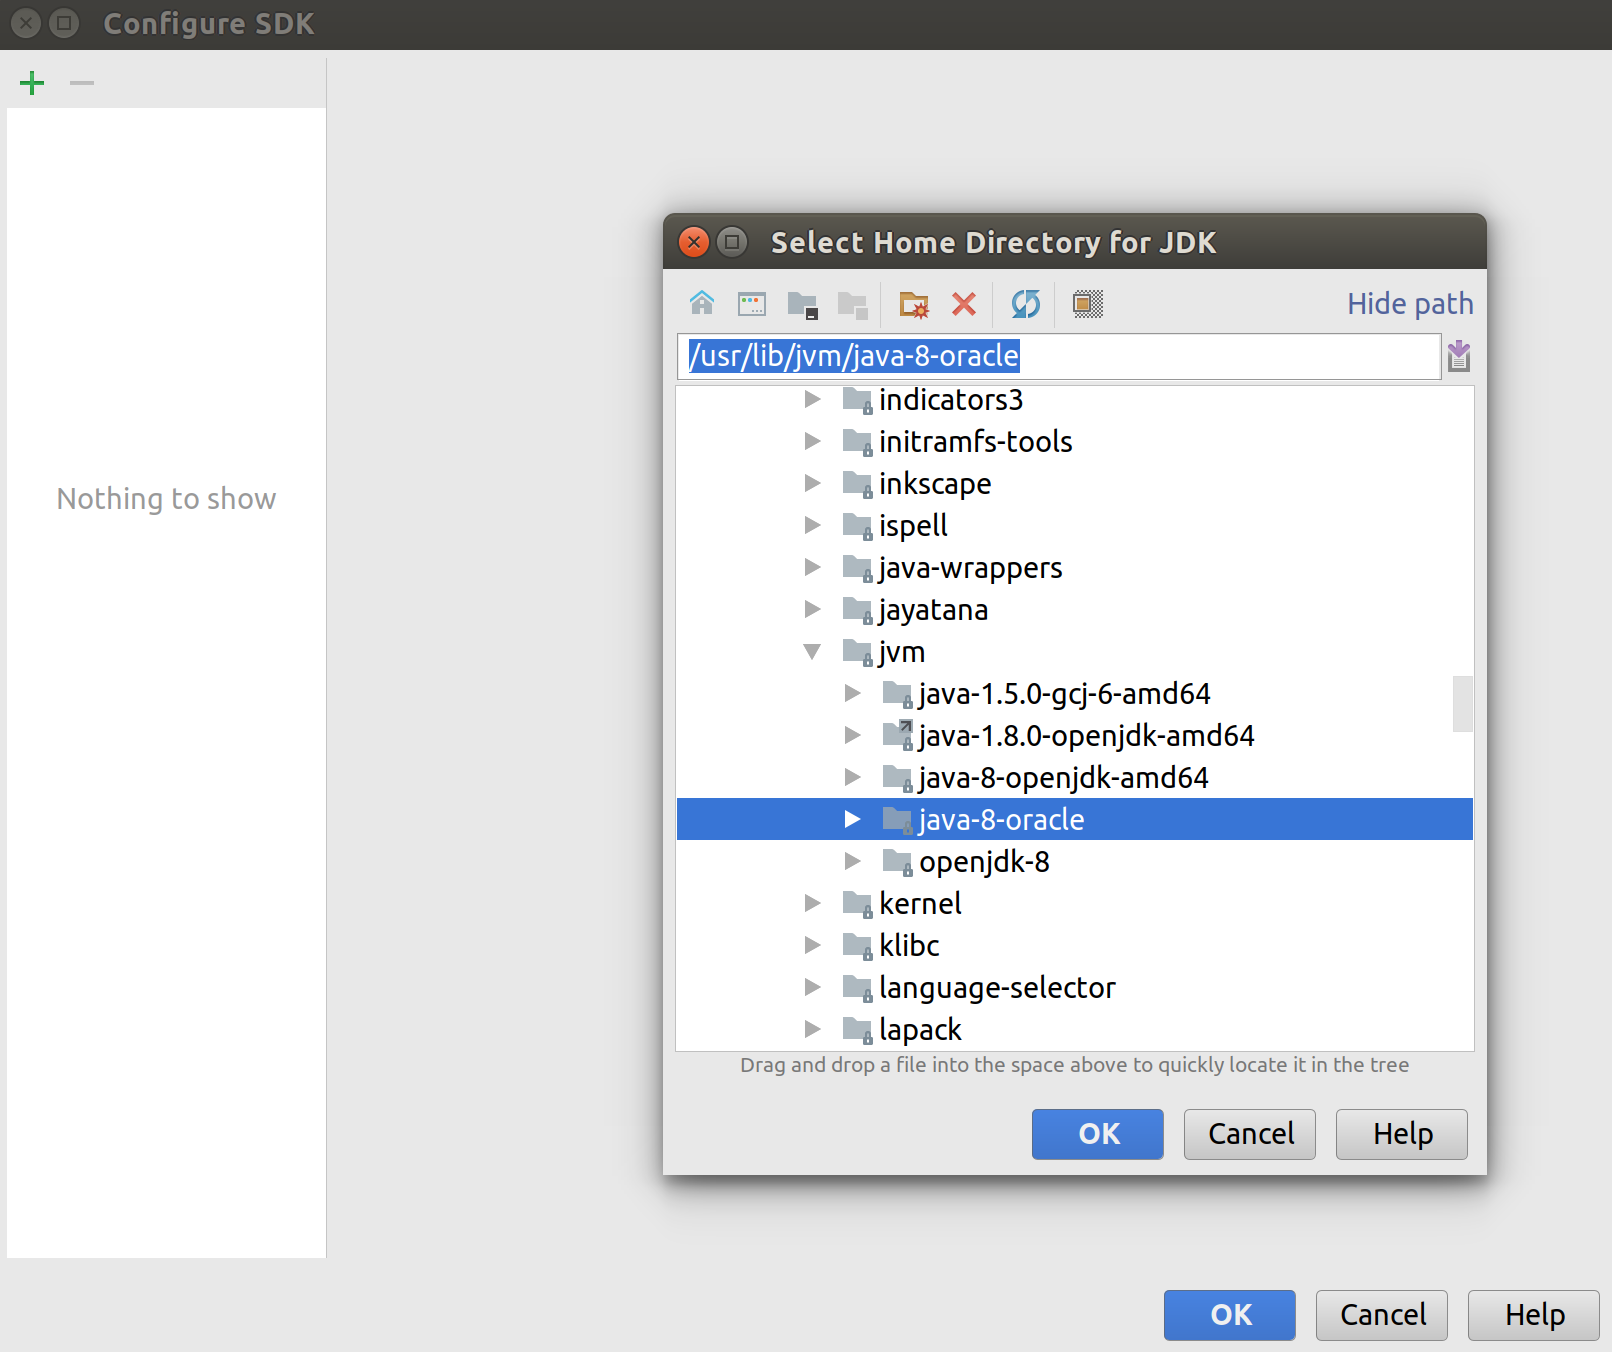 Configure SDK
Nothing to show
Select Home Directory for JDK
Hide path
/usr/lib/jvm/java-8-oracle
indicators3
initramfs-tools
inkscape
ispell
java-wrappers
jayatana
jvm
java-1.5.0-gcj-6-amd64
java-1.8.0-openjdk-amd64
java-8-openjdk-amd64
java-8-oracle
openjdk-8
kernel
klibc
language-selector
lapack
Drag and drop a file into the space above to quickly locate it in the tree
OK Cancel Help
OK Cancel Help